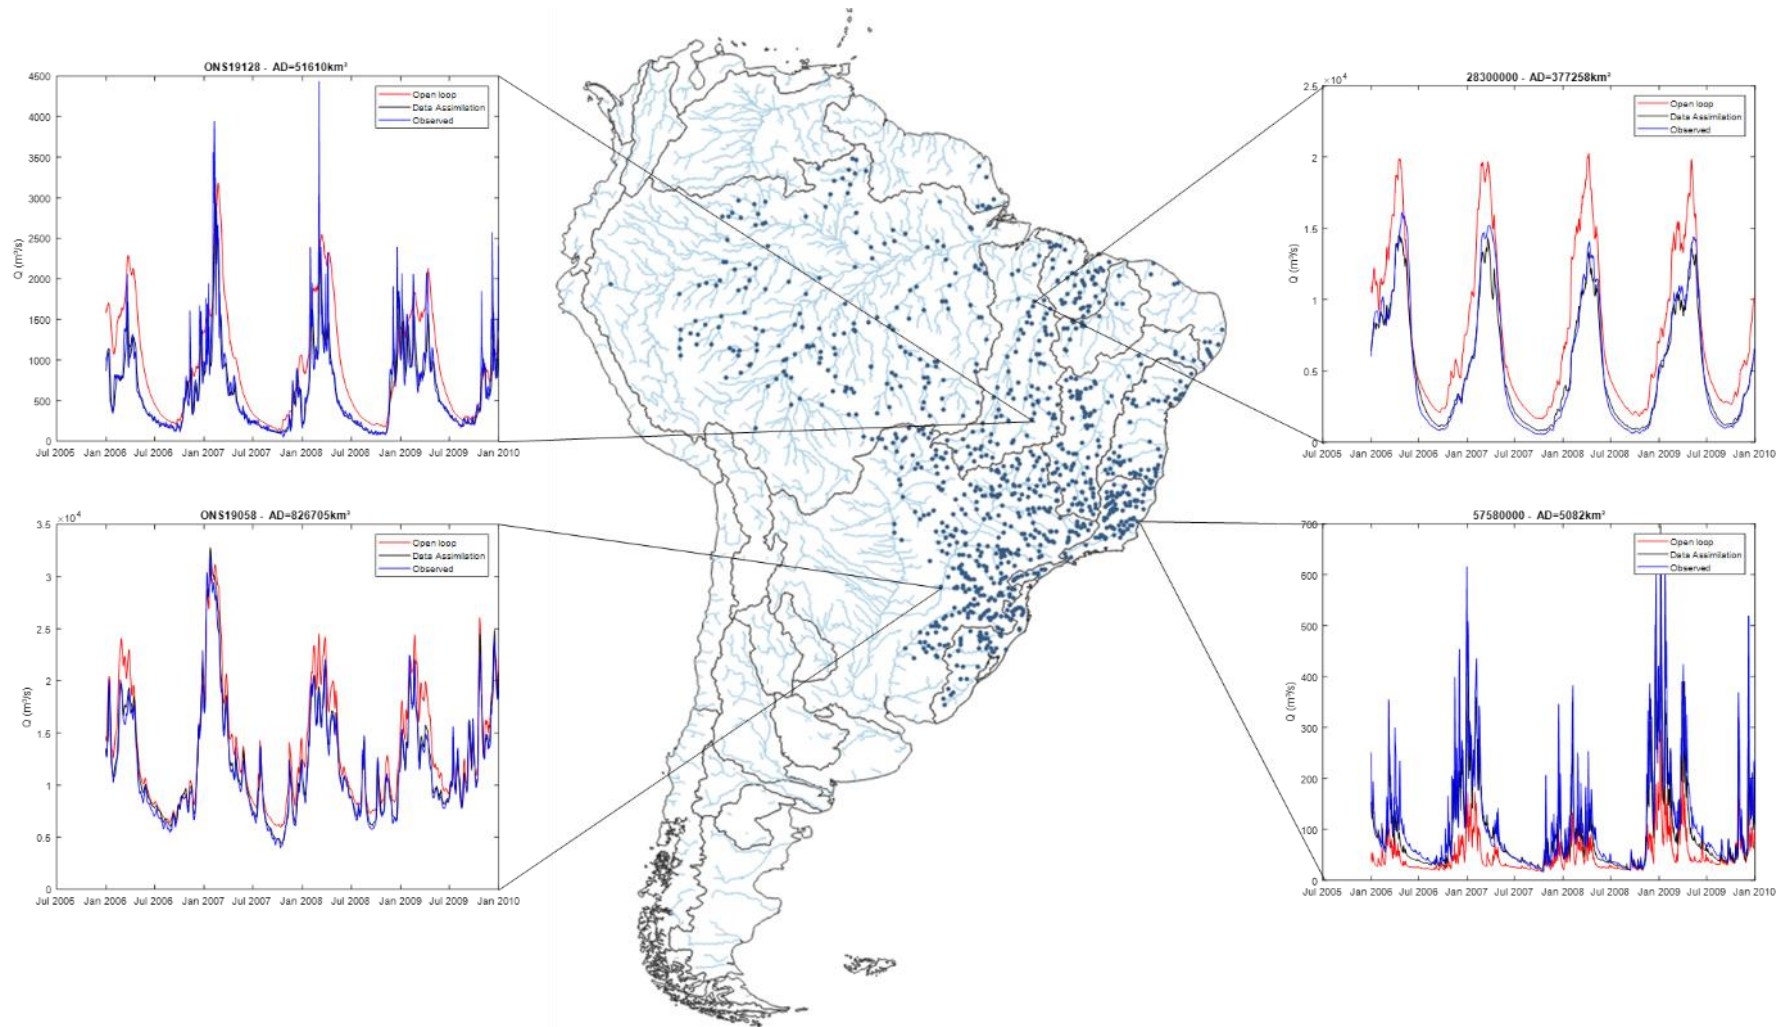 ONS19128 - AD=51610km²
Open loop
Data Assimilation
Observed
Q (m³/s)
4500
4000
3500
3000
2500
2000
1500
1000
500
0
Jul 2005 Jan 2006 Jul 2006 Jan 2007 Jul 2007 Jan 2008 Jul 2008 Jan 2009 Jul 2009 Jan 2010
28300000 - AD=377258km²
×10⁴
Open loop
Data Assimilation
Observed
Q (m³/s)
2.5
2
1.5
1
0.5
0
Jul 2005 Jan 2006 Jul 2006 Jan 2007 Jul 2007 Jan 2008 Jul 2008 Jan 2009 Jul 2009 Jan 2010
ONS19058 - AD=826705km²
×10⁴
Open loop
Data Assimilation
Observed
Q (m³/s)
3.5
3
2.5
2
1.5
1
0.5
0
Jul 2005 Jan 2006 Jul 2006 Jan 2007 Jul 2007 Jan 2008 Jul 2008 Jan 2009 Jul 2009 Jan 2010
57580000 - AD=5082km²
Open loop
Data Assimilation
Observed
Q (m³/s)
700
600
500
400
300
200
100
0
Jul 2005 Jan 2006 Jul 2006 Jan 2007 Jul 2007 Jan 2008 Jul 2008 Jan 2009 Jul 2009 Jan 2010